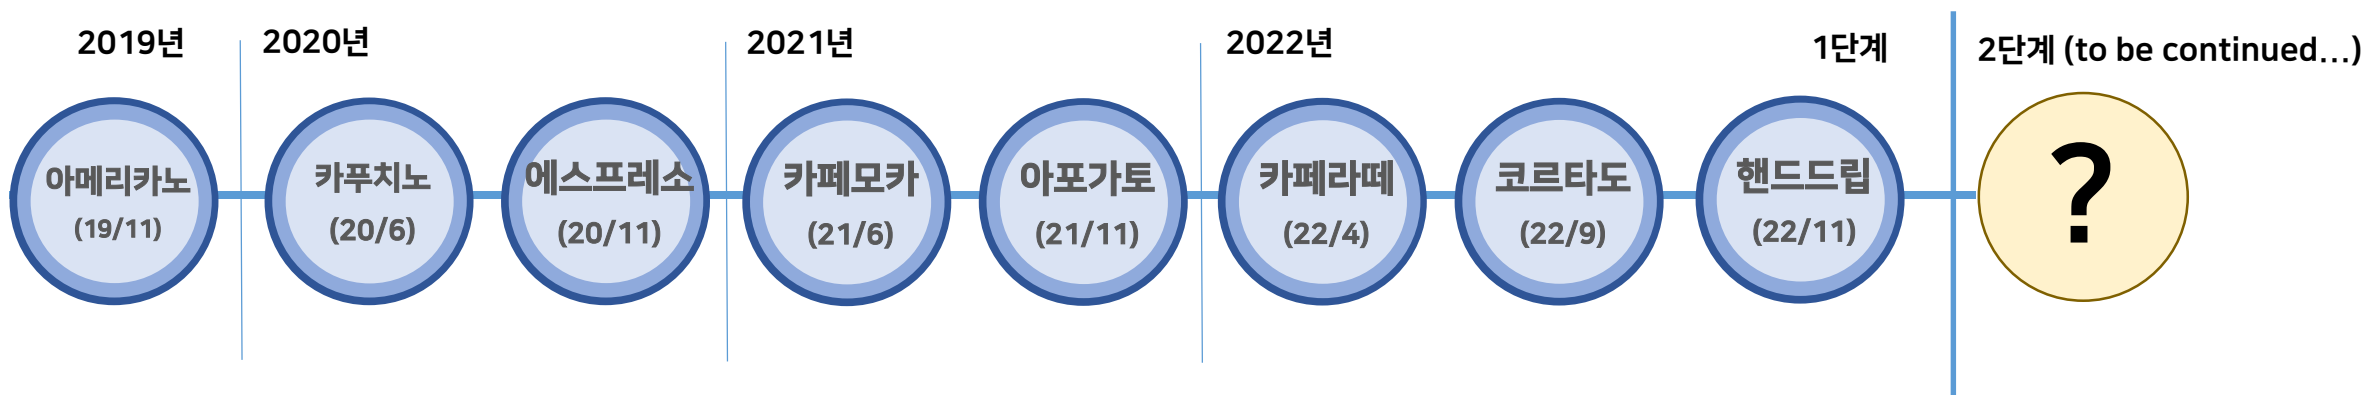 2019년
2020년
2021년
2022년
1단계
2단계 (to be continued...)
아메리카노
(19/11)
카푸치노
(20/6)
에스프레소
(20/11)
카페모카
(21/6)
아포가토
(21/11)
카페라떼
(22/4)
코르타도
(22/9)
핸드드립
(22/11)
?